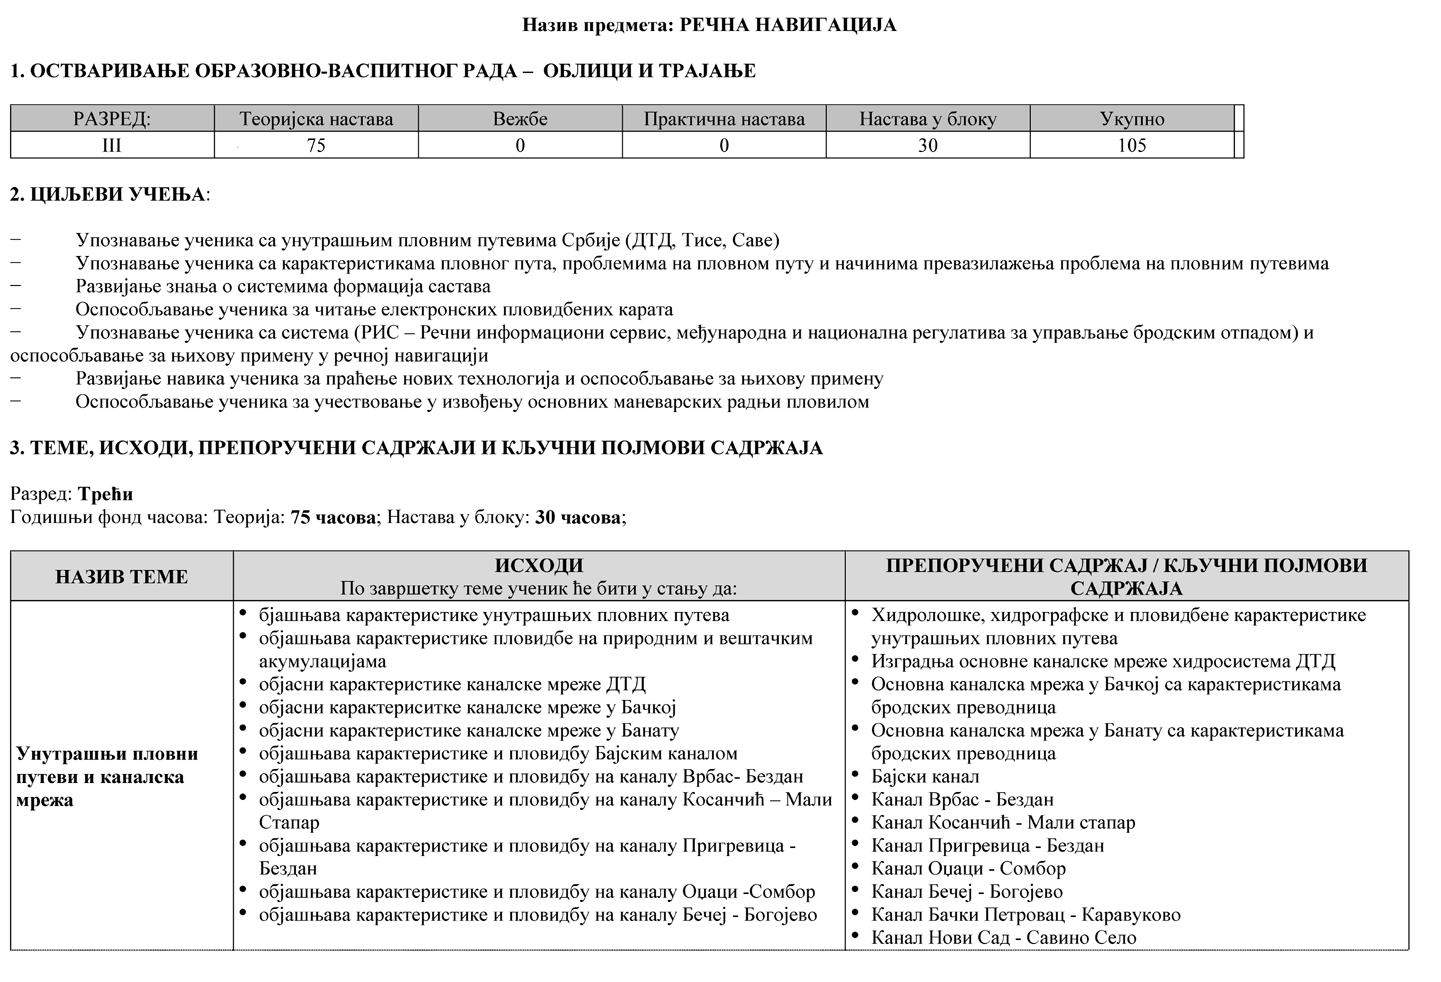 Назив предмета: РЕЧНА НАВИГАЦИЈА
1. ОСТВАРИВАЊЕ ОБРАЗОВНО-ВАСПИТНОГ РАДА – ОБЛИЦИ И ТРАЈАЊЕ
РАЗРЕД: Теоријска настава Вежбе Практична настава Настава у блоку Укупно
III 75 0 0 30 105
2. ЦИЉЕВИ УЧЕЊА:
− Упознавање ученика са унутрашњим пловним путевима Србије (ДТД, Тисе, Саве)
− Упознавање ученика са карактеристикама пловног пута, проблемима на пловном путу и начинима превазилажења проблема на пловним путевима
− Развијање знања о системима формација састава
− Оспособљавање ученика за читање електронских пловидбених карата
− Упознавање ученика са система (РИС – Речни информациони сервис, међународна и национална регулатива за управљање бродским отпадом) и
оспособљавање за њихову примену у речној навигацији
− Развијање навика ученика за праћење нових технологија и оспособљавање за њихову примену
− Оспособљавање ученика за учествовање у извођењу основних маневарских радњи пловилом
3. ТЕМЕ, ИСХОДИ, ПРЕПОРУЧЕНИ САДРЖАЈИ И КЉУЧНИ ПОЈМОВИ САДРЖАЈА
Разред: Трећи
Годишњи фонд часова: Теорија: 75 часова; Настава у блоку: 30 часова;
НАЗИВ ТЕМЕ
ИСХОДИ
По завршетку теме ученик ће бити у стању да:
ПРЕПОРУЧЕНИ САДРЖАЈ / КЉУЧНИ ПОЈМОВИ
САДРЖАЈА
Унутрашњи пловни
путеви и каналска
мрежа
• бјашњава карактеристике унутрашњих пловних путева
• објашњава карактеристике пловидбе на природним и вештачким
акумулацијама
• објасни карактеристике каналске мреже ДТД
• објасни карактериситке каналске мреже у Бачкој
• објасни карактеристике каналске мреже у Банату
• објашњава карактеристике и пловидбу Бајским каналом
• објашњава карактеристике и пловидбу на каналу Врбас- Бездан
• објашњава карактеристике и пловидбу на каналу Косанчић – Мали
Стапар
• објашњава карактеристике и пловидбу на каналу Пригревица -
Бездан
• објашњава карактеристике и пловидбу на каналу Оџаци -Сомбор
• објашњава карактеристике и пловидбу на каналу Бечеј - Богојево
• Хидролошке, хидрографске и пловидбене карактеристике
унутрашњих пловних путева
• Изградња основне каналске мреже хидросистема ДТД
• Основна каналска мрежа у Бачкој са карактеристикама
бродских преводница
• Основна каналска мрежа у Банату са карактеристикама
бродских преводница
• Бајски канал
• Канал Врбас - Бездан
• Канал Косанчић - Мали стапар
• Канал Пригревица - Бездан
• Канал Оџаци - Сомбор
• Канал Бечеј - Богојево
• Канал Бачки Петровац - Каравуково
• Канал Нови Сад - Савино Село